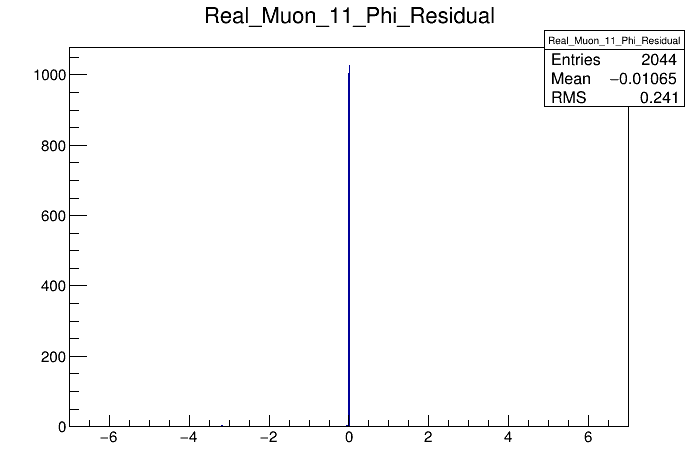 Real_Muon_11_Phi_Residual
Real_Muon_11_Phi_Residual
Entries 2044
Mean −0.01065
RMS 0.241
1000
800
600
400
200
0
−6 −4 −2 0 2 4 6